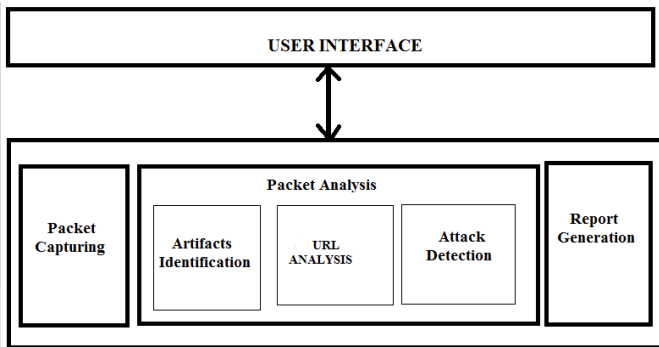 USER INTERFACE
Packet
Capturing
Packet Analysis
Artifacts
Identification
URL
ANALYSIS
Attack
Detection
Report
Generation